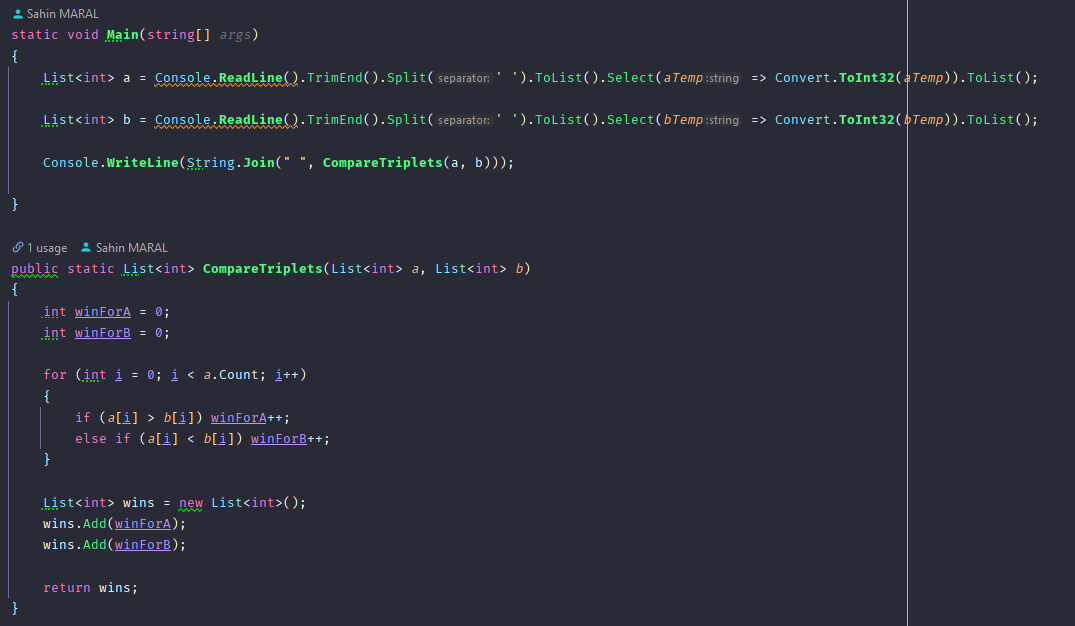 Sahin MARAL
static void Main(string[] args)
{
List<int> a = Console.ReadLine().TrimEnd().Split( separator: ' ').ToList().Select(aTemp :string => Convert.ToInt32(aTemp)).ToList();
List<int> b = Console.ReadLine().TrimEnd().Split( separator: ' ').ToList().Select(bTemp :string => Convert.ToInt32(bTemp)).ToList();
Console.WriteLine(String.Join(" ", CompareTriplets(a, b)));
}
1 usage Sahin MARAL
public static List<int> CompareTriplets(List<int> a, List<int> b)
{
int winForA = 0;
int winForB = 0;
for (int i = 0; i < a.Count; i++)
{
if (a[i] > b[i]) winForA++;
else if (a[i] < b[i]) winForB++;
}
List<int> wins = new List<int>();
wins.Add(winForA);
wins.Add(winForB);
return wins;
}